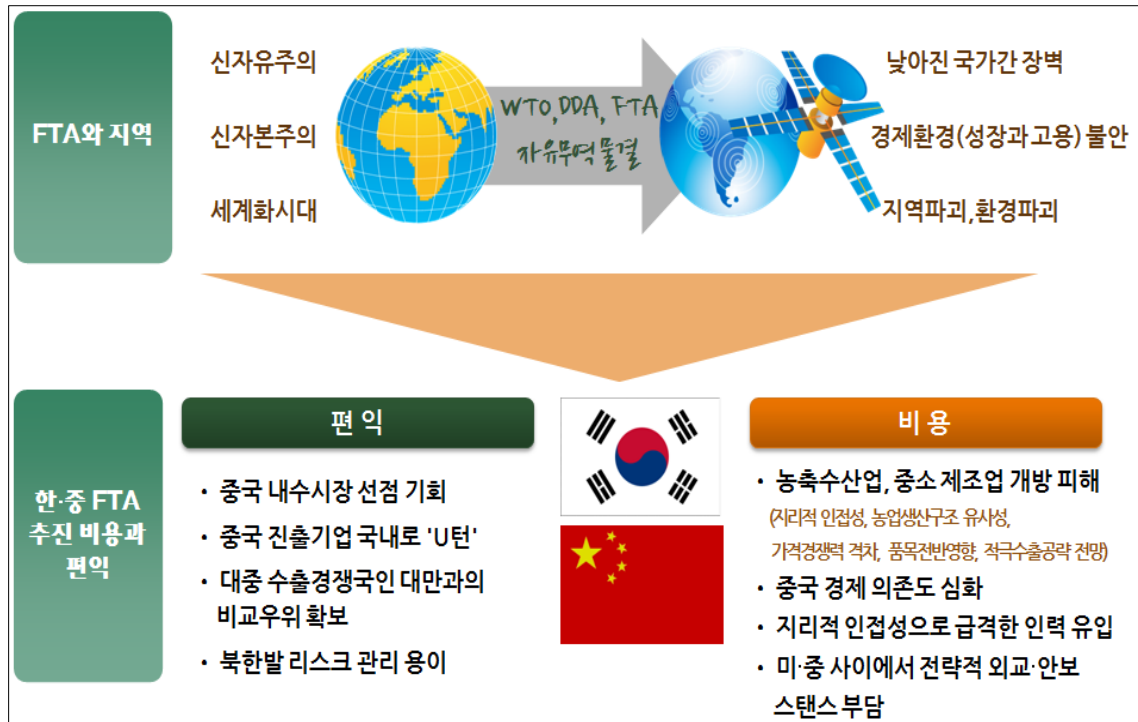 FTA와 지역
신자유주의
신자본주의
세계화시대
WTO,DDA, FTA
자유무역 물결
낮아진 국가간 장벽
경제환경(성장과 고용) 불안
지역파괴,환경파괴
한·중 FTA
추진 비용과
편익
편 익
· 중국 내수시장 선점 기회
· 중국 진출기업 국내로 'U턴'
· 대중 수출경쟁국인 대만과의
비교우위 확보
· 북한발 리스크 관리 용이
비 용
· 농축수산업, 중소 제조업 개방 피해
(지리적 인접성, 농업생산구조 유사성,
가격경쟁력 격차, 품목전반영향, 적극수출공략 전망)
· 중국 경제 의존도 심화
· 지리적 인접성으로 급격한 인력 유입
· 미·중 사이에서 전략적 외교·안보
스탠스 부담